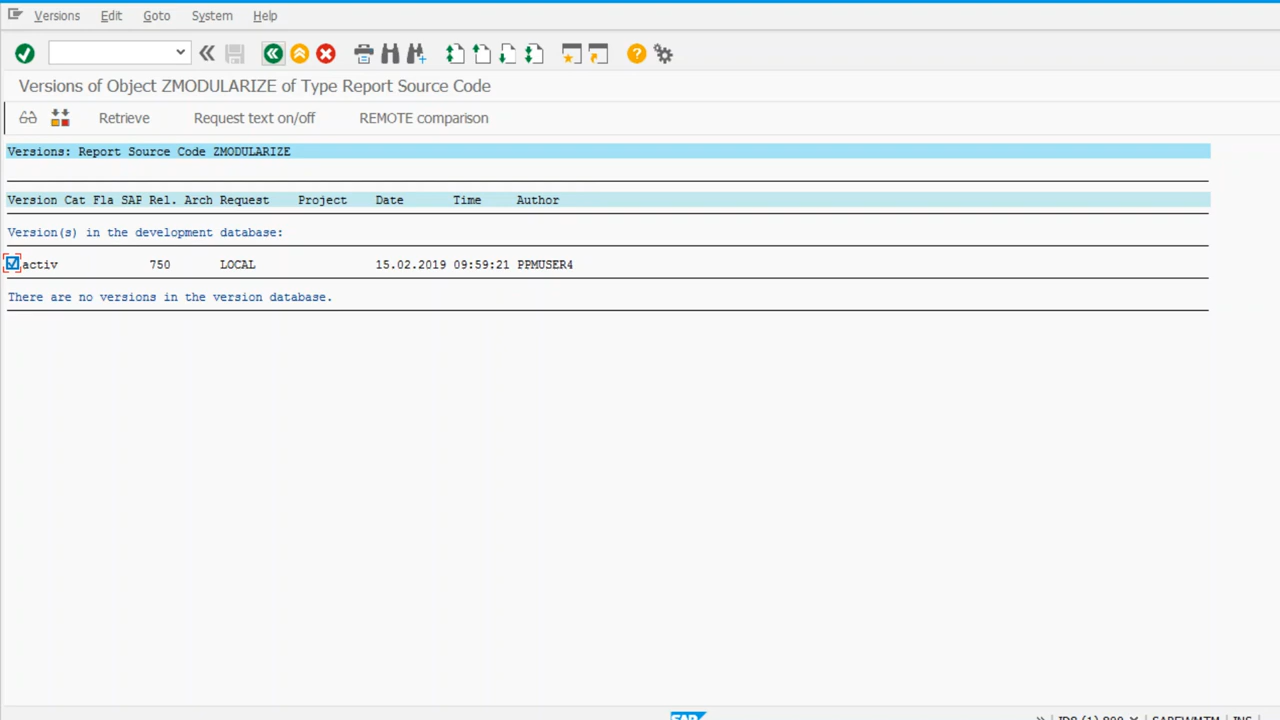 Versions Edit Goto System Help
Versions of Object ZMODULARIZE of Type Report Source Code
Retrieve Request text on/off REMOTE comparison
Versions: Report Source Code ZMODULARIZE
Version Cat Fla SAP Rel. Arch Request Project Date Time Author
Version(s) in the development database:
activ 750 LOCAL 15.02.2019 09:59:21 PPMUSER4
There are no versions in the version database.
SAP